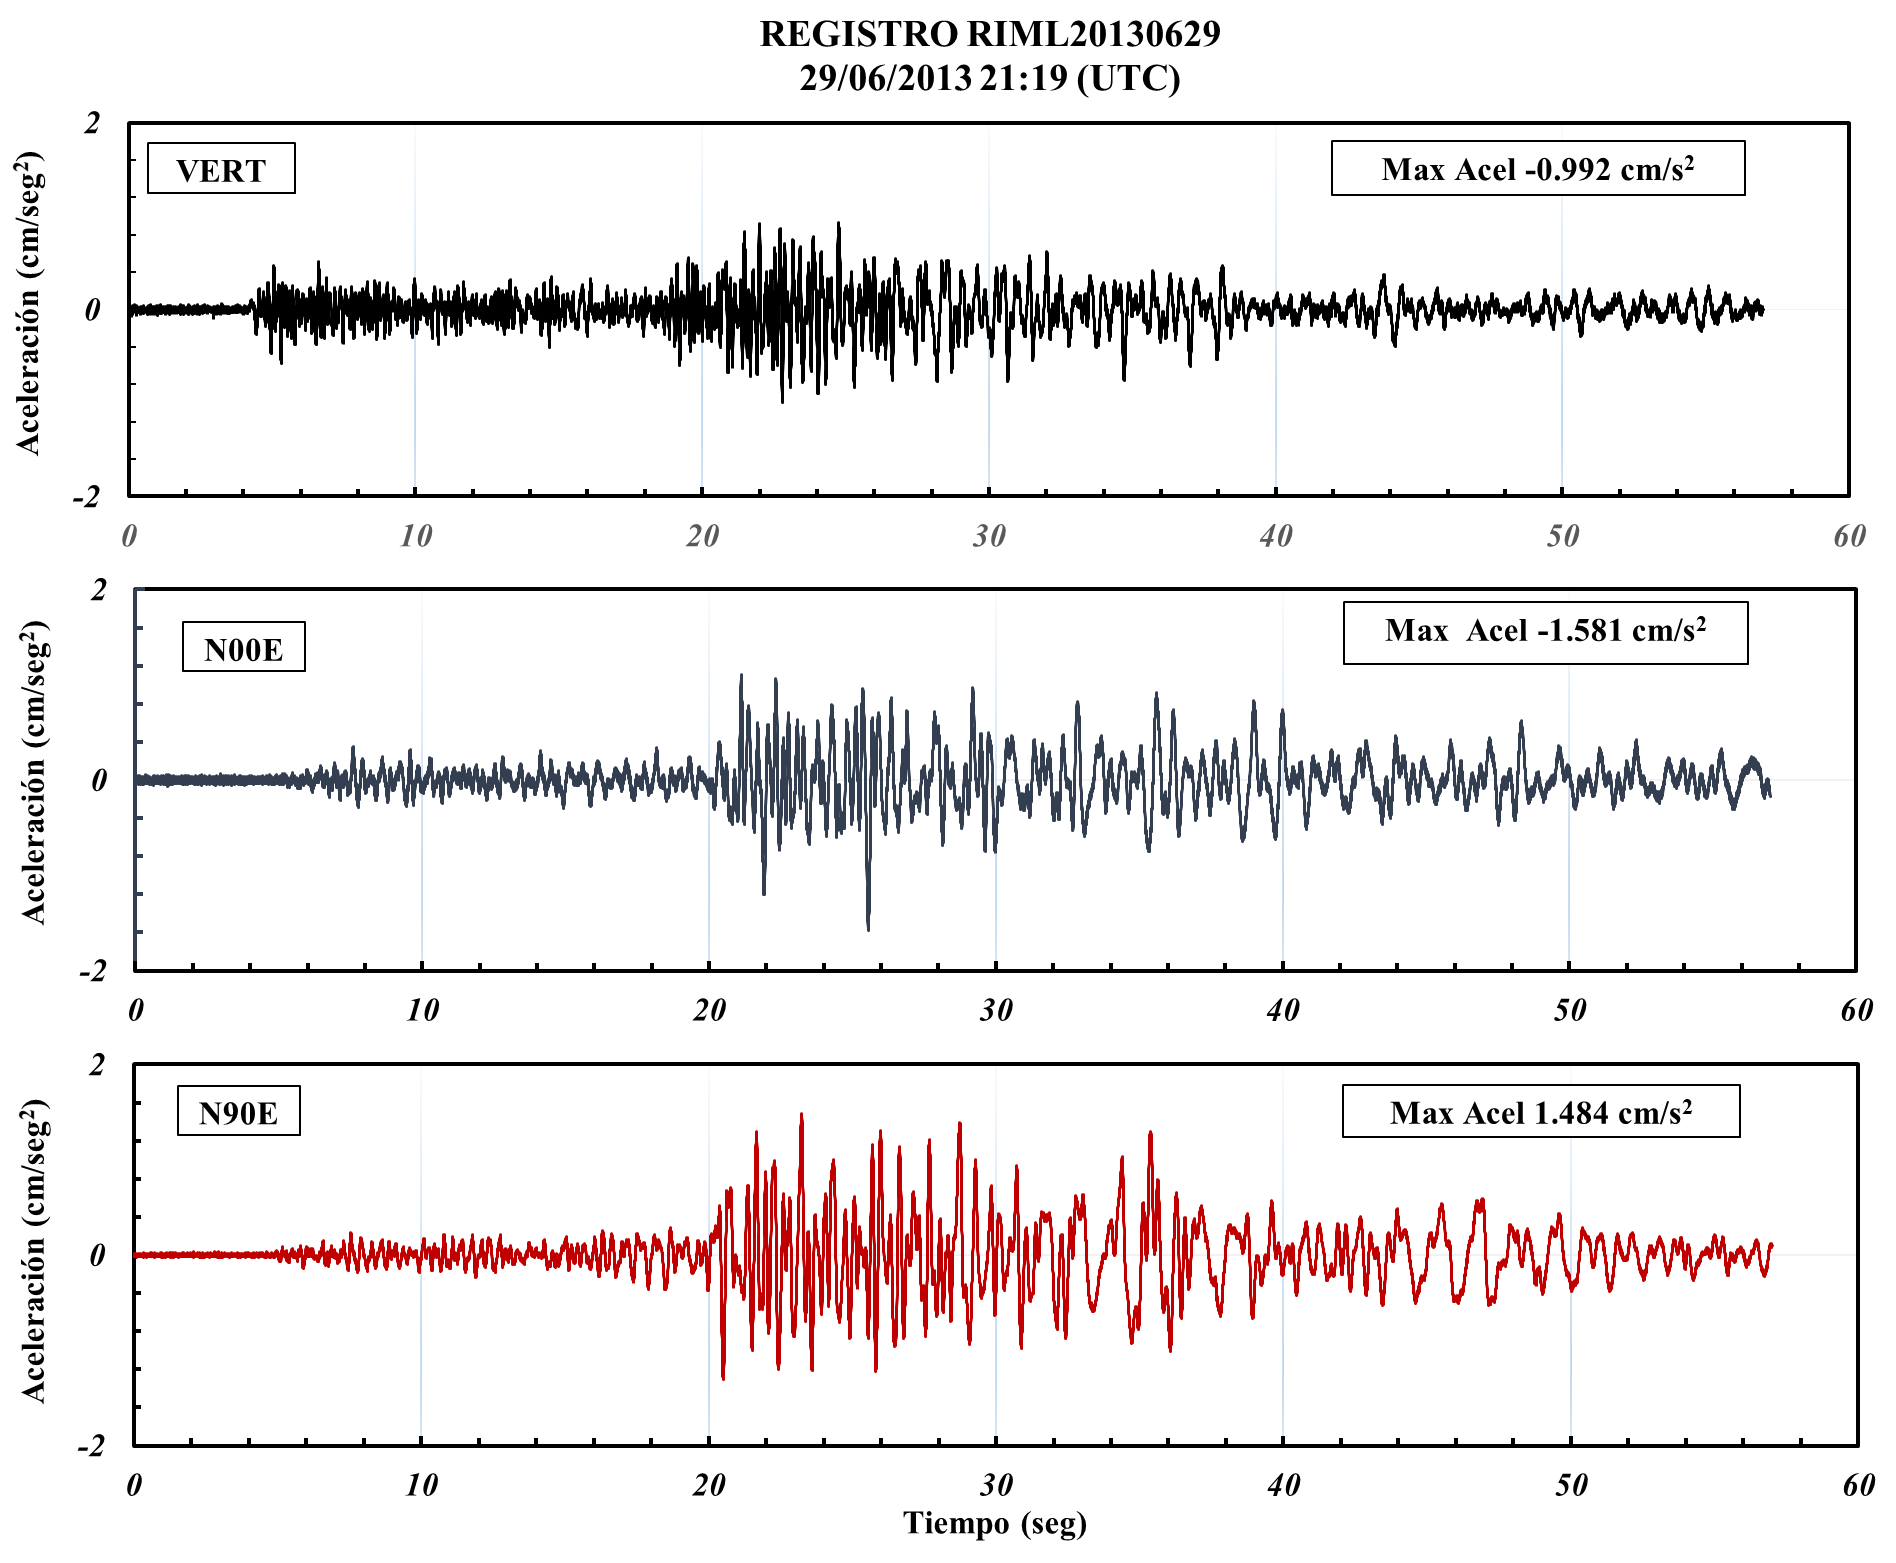 REGISTRO RIML20130629
29/06/2013 21:19 (UTC)
Aceleración (cm/seg²)
2
0
-2
VERT
Max Acel -0.992 cm/s²
0 10 20 30 40 50 60
Aceleración (cm/seg²)
2
0
-2
N00E
Max Acel -1.581 cm/s²
0 10 20 30 40 50 60
Aceleración (cm/seg²)
2
0
-2
N90E
Max Acel 1.484 cm/s²
0 10 20 30 40 50 60
Tiempo (seg)